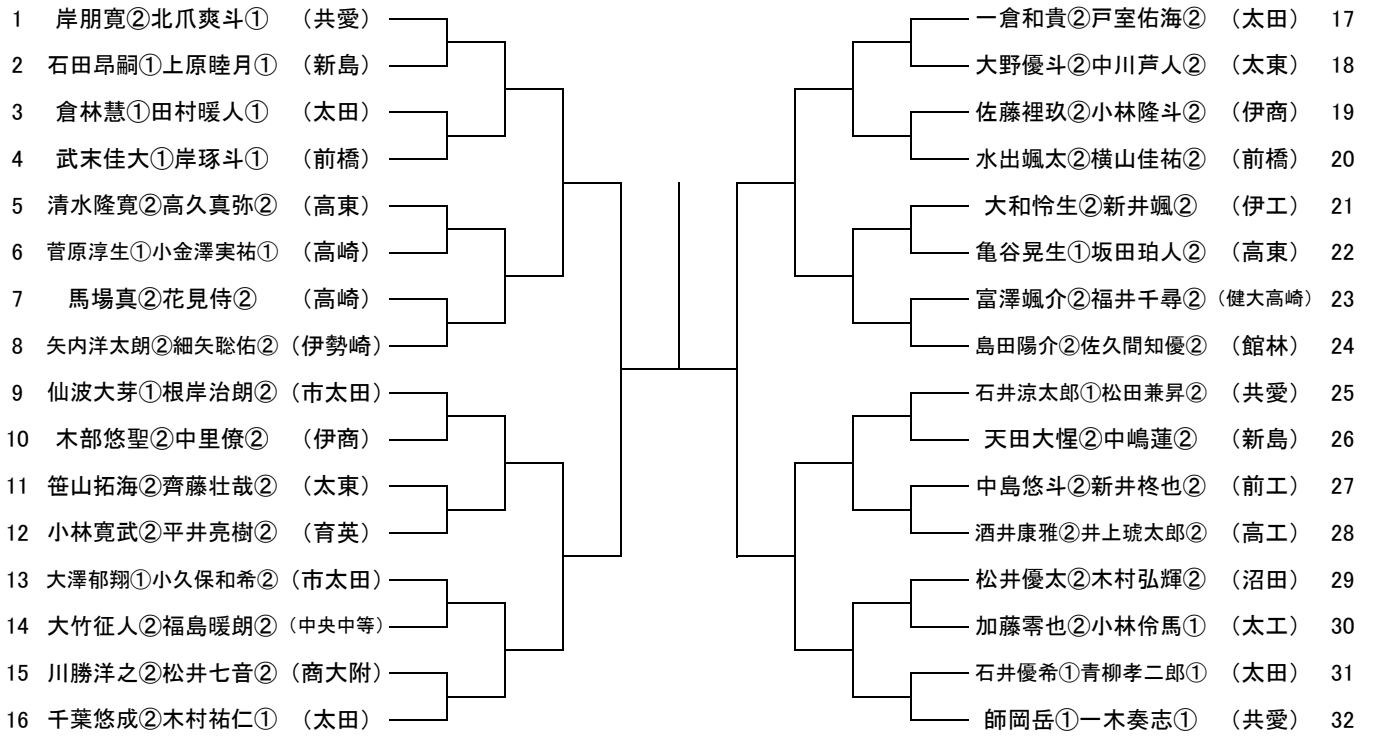 1 岸朋寛②北爪爽斗① （共愛）
2 石田昂嗣①上原睦月① （新島）
3 倉林慧①田村暖人① （太田）
4 武末佳大①岸琢斗① （前橋）
5 清水隆寛②高久真弥② （高東）
6 菅原淳生①小金澤実祐① （高崎）
7 馬場真②花見侍② （高崎）
8 矢内洋太朗②細矢聡佑② （伊勢崎）
9 仙波大芽①根岸治朗② （市太田）
10 木部悠聖②中里僚② （伊商）
11 笹山拓海②齊藤壮哉② （太東）
12 小林寛武②平井亮樹② （育英）
13 大澤郁翔①小久保和希② （市太田）
14 大竹征人②福島暖朗② （中央中等）
15 川勝洋之②松井七音② （商大附）
16 千葉悠成②木村祐仁① （太田）
一倉和貴②戸室佑海② （太田） 17
大野優斗②中川芦人② （太東） 18
佐藤裡玖②小林隆斗② （伊商） 19
水出颯太②横山佳祐② （前橋） 20
大和怜生②新井颯② （伊工） 21
亀谷晃生①坂田珀人② （高東） 22
富澤颯介②福井千尋② （健大高崎） 23
島田陽介②佐久間知優② （館林） 24
石井涼太郎①松田兼昇② （共愛） 25
天田大惺②中嶋蓮② （新島） 26
中島悠斗②新井柊也② （前工） 27
酒井康雅②井上琥太郎② （高工） 28
松井優太②木村弘輝② （沼田） 29
加藤零也②小林伶馬① （太工） 30
石井優希①青柳孝二郎① （太田） 31
師岡岳①一木奏志① （共愛） 32